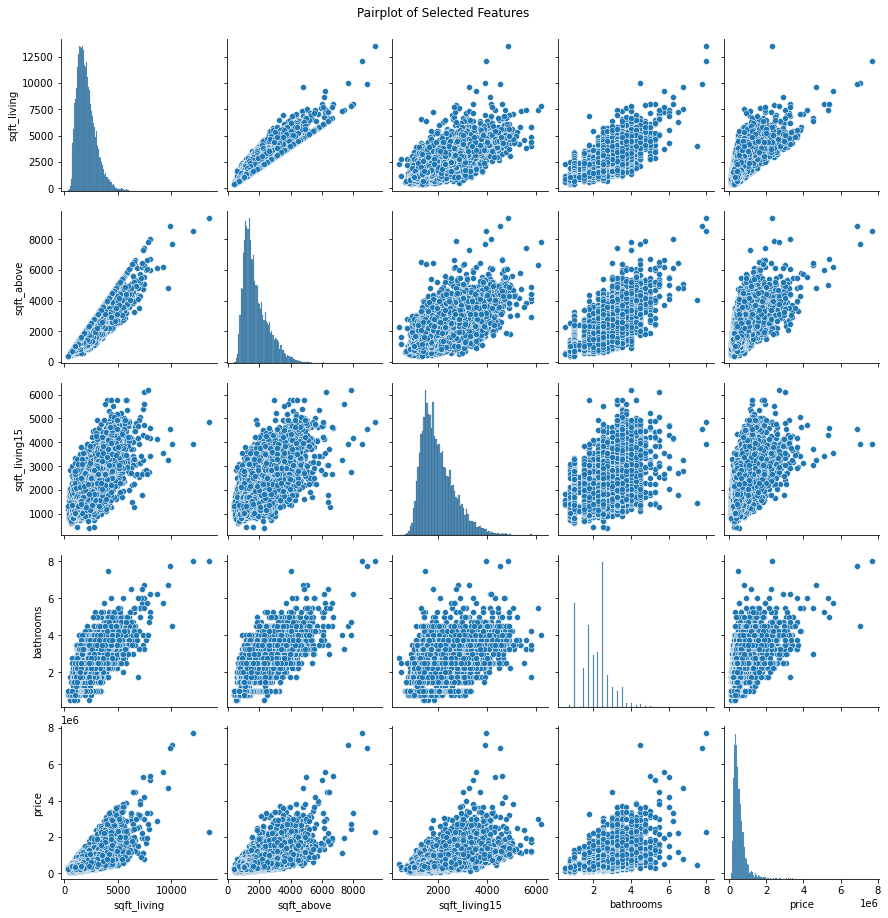 Pairplot of Selected Features
12500
10000
7500
5000
2500
0
sqft_living
8000
6000
4000
2000
0
sqft_above
6000
5000
4000
3000
2000
1000
sqft_living15
8
6
4
2
bathrooms
1e6
8
6
4
2
0
price
0 5000 10000
sqft_living
0 2000 4000 6000 8000
sqft_above
2000 4000 6000
sqft_living15
2 4 6 8
bathrooms
0 2 4 6 8
price
1e6